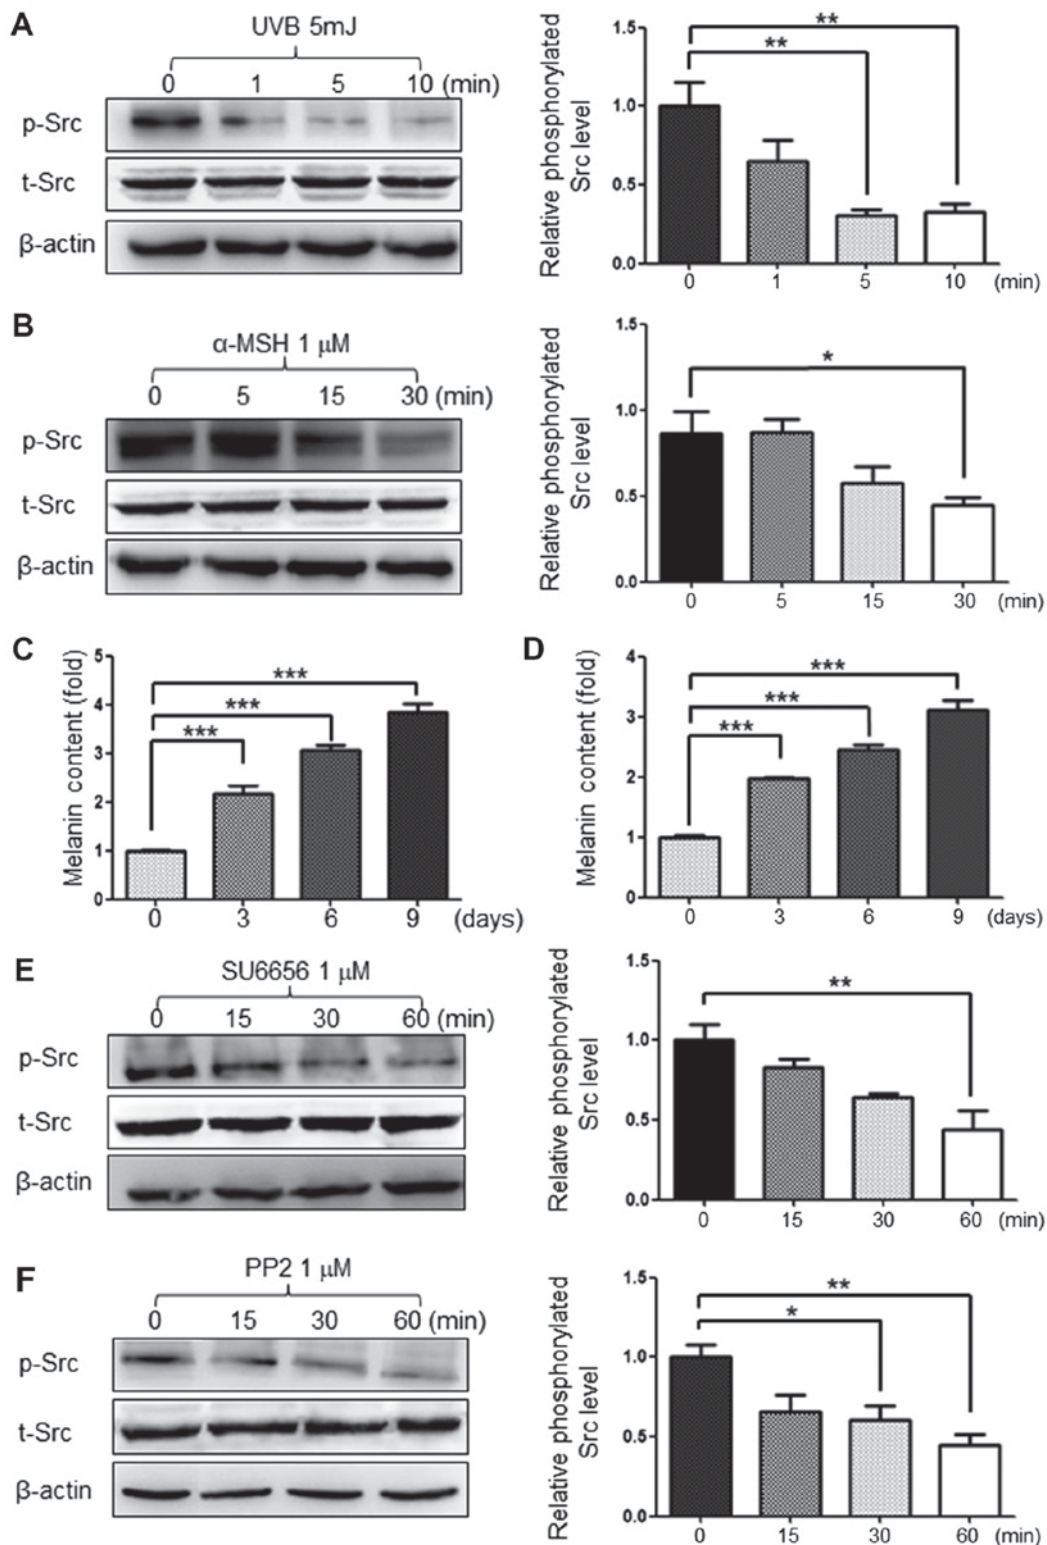 A
UVB 5mJ
0 1 5 10 (min)
p-Src
t-Src
β-actin
Relative phosphorylated
Src level
1.5
1.0
0.5
0.0
**
**
0 1 5 10 (min)
B
α-MSH 1 μM
0 5 15 30 (min)
p-Src
t-Src
β-actin
Relative phosphorylated
Src level
1.5
1.0
0.5
0.0
*
0 5 15 30 (min)
C
Melanin content (fold)
5
4
3
2
1
0
***
***
***
0 3 6 9 (days)
D
Melanin content (fold)
4
3
2
1
0
***
***
***
0 3 6 9 (days)
E
SU6656 1 μM
0 15 30 60 (min)
p-Src
t-Src
β-actin
Relative phosphorylated
Src level
1.5
1.0
0.5
0.0
**
0 15 30 60 (min)
F
PP2 1 μM
0 15 30 60 (min)
p-Src
t-Src
β-actin
Relative phosphorylated
Src level
1.5
1.0
0.5
0.0
**
*
0 15 30 60 (min)